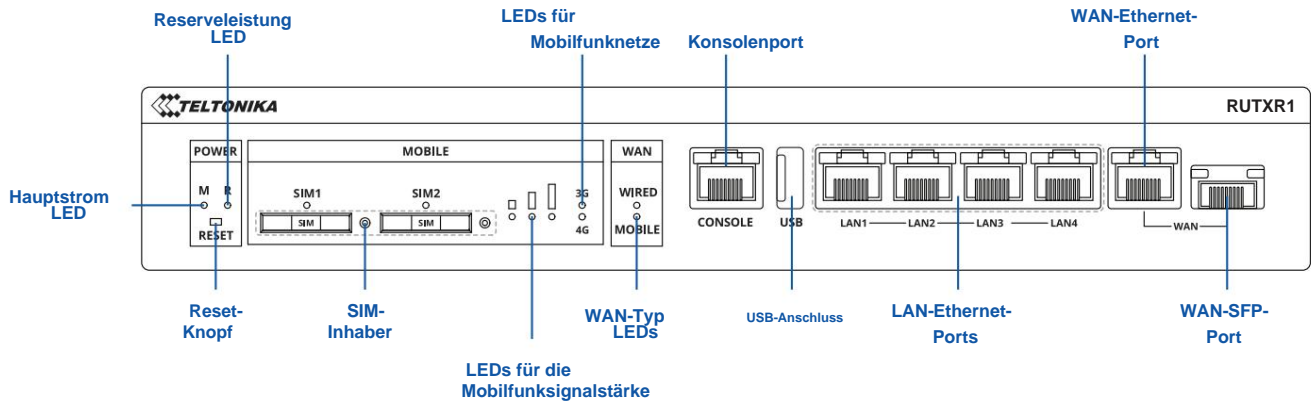 Reserveleistung
LED
LEDs für
Mobilfunknetze
Konsolenport
WAN-Ethernet-
Port
TELTONIKA
RUTXR1
POWER
MOBILE
WAN
M R
SIM1
SIM2
3G
WIRED
Hauptstrom
LED
SIM
SIM
RESET
4G
MOBILE
CONSOLE
USB
LAN1
LAN2
LAN3
LAN4
WAN
Reset-
Knopf
SIM-
Inhaber
WAN-Typ
LEDs
USB-Anschluss
LAN-Ethernet-
Ports
WAN-SFP-
Port
LEDs für die
Mobilfunksignalstärke